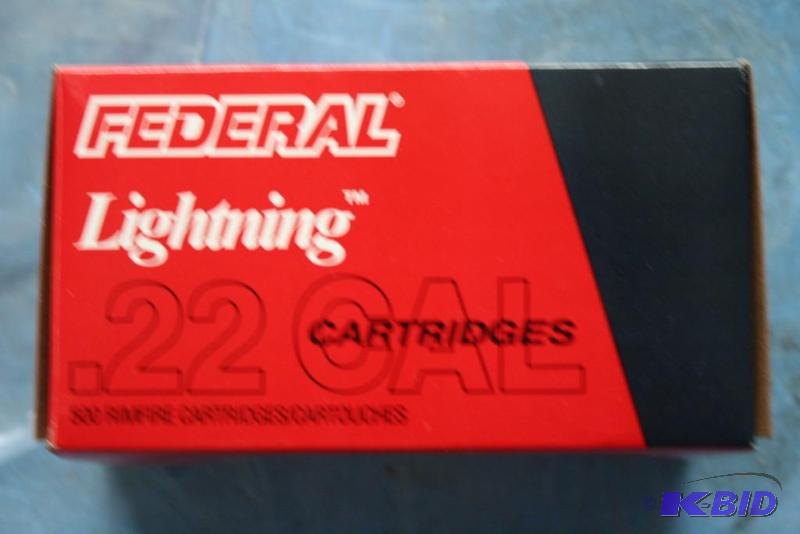 FEDERAL
Lightning™
.22 CAL
CARTRIDGES
500 RIMFIRE CARTRIDGES/CARTOUCHES
K-BID